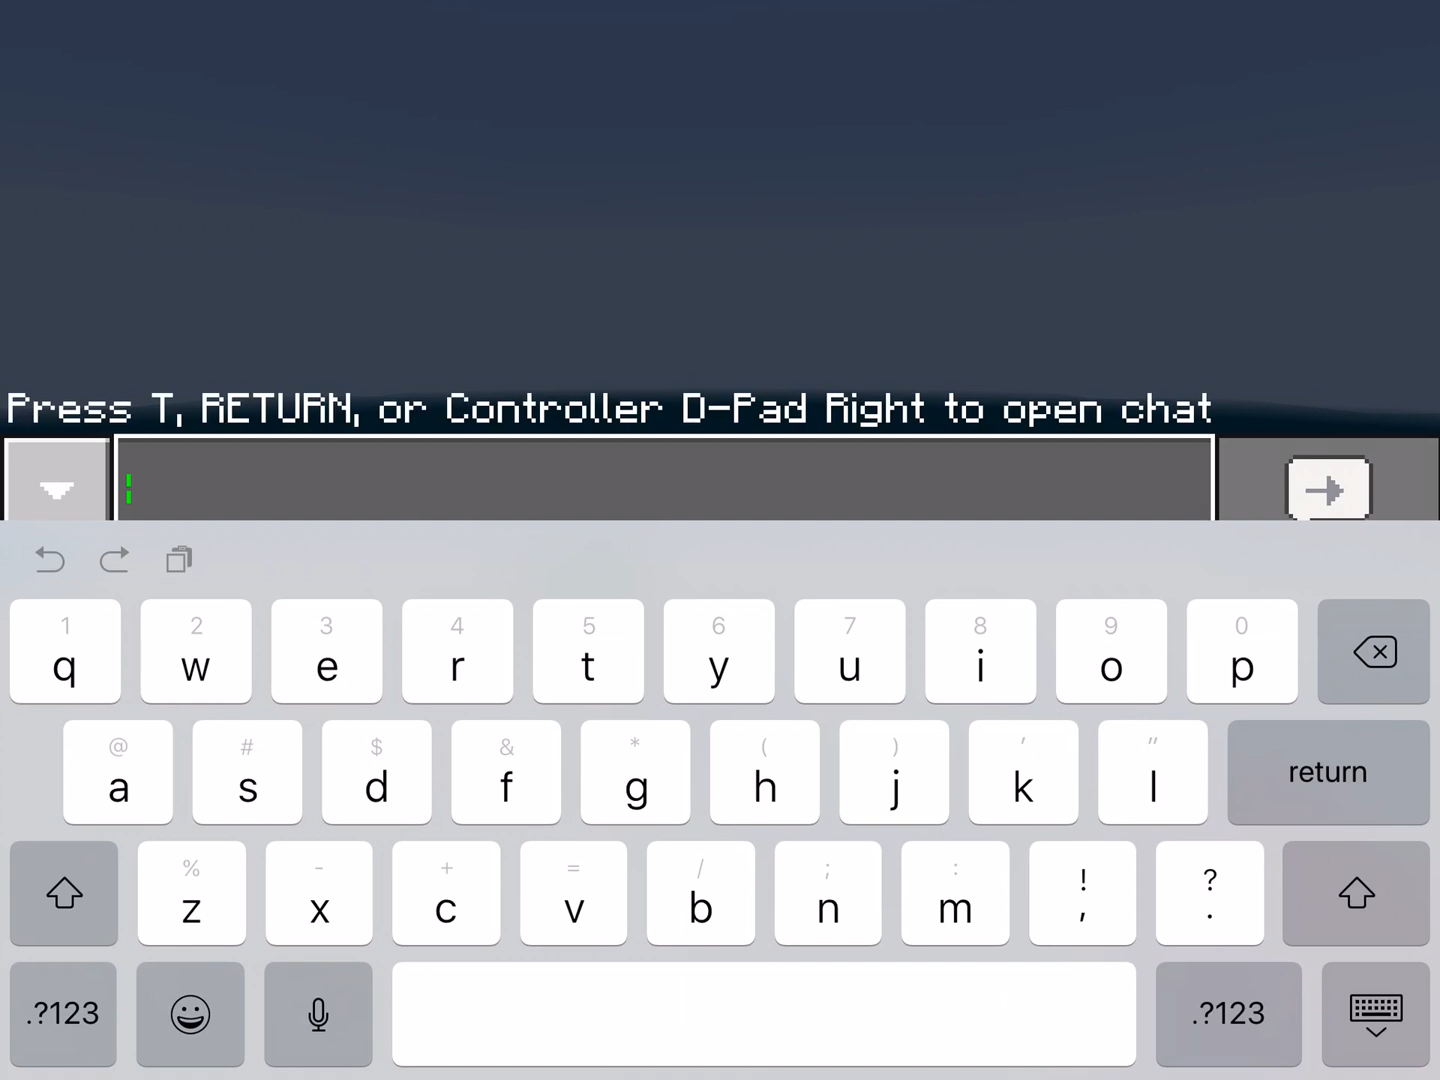 Press T, RETURN, or Controller D-Pad Right to open chat
1 2 3 4 5 6 7 8 9 0
q w e r t y u i o p
@ # $ & * ( ) ' "
a s d f g h j k l return
% - + = / ; : ! ?
z x c v b n m , .
.?123 .?123